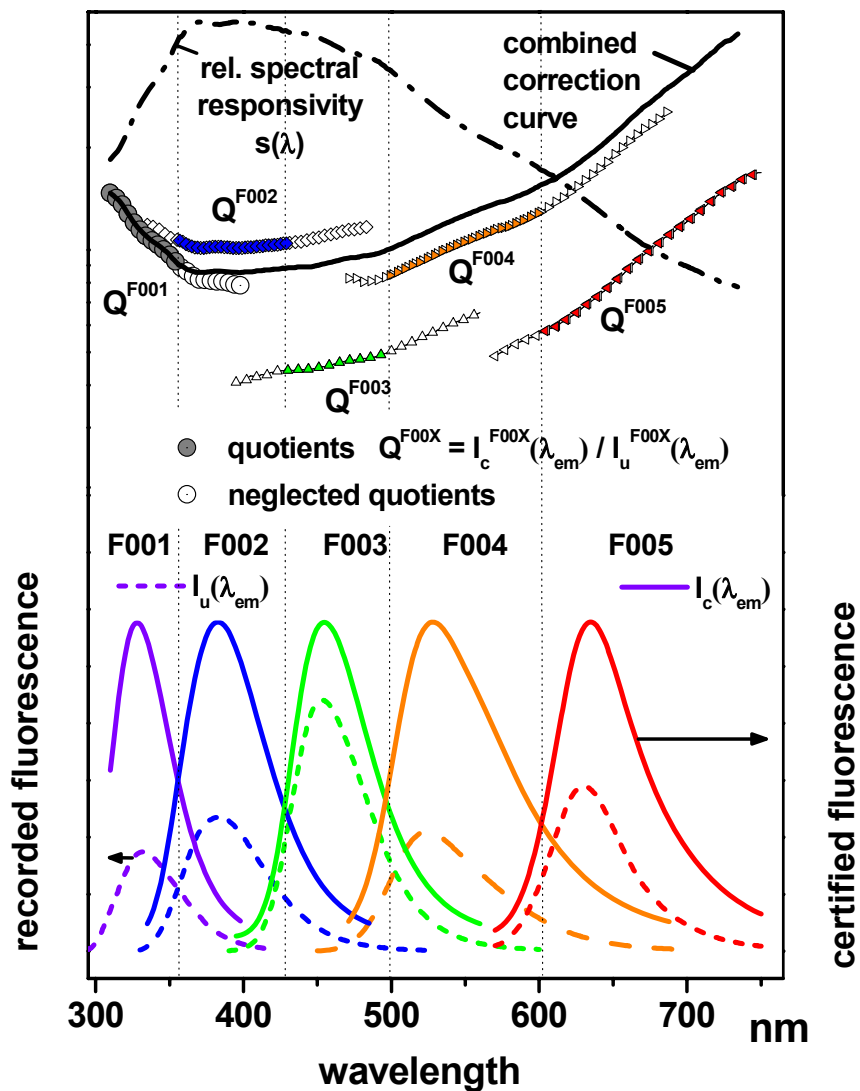 rel. spectral
responsivity
s(λ)
combined
correction
curve
Q^F002
Q^F001
Q^F004
Q^F005
Q^F003
quotients Q^F00X = I_c^F00X(λ_em) / I_u^F00X(λ_em)
neglected quotients
F001 F002 F003 F004 F005
I_u(λ_em) I_c(λ_em)
recorded fluorescence
certified fluorescence
300 400 500 600 700 nm
wavelength